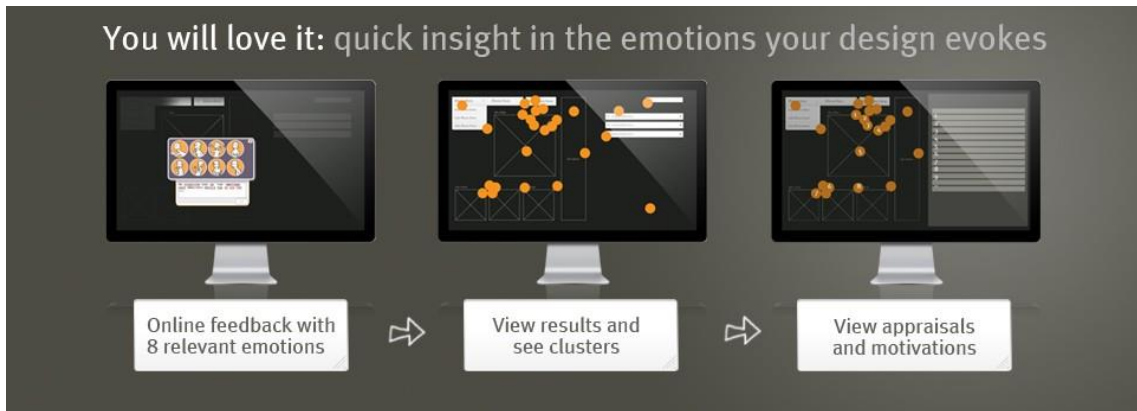 You will love it: quick insight in the emotions your design evokes
Online feedback with
8 relevant emotions
View results and
see clusters
View appraisals
and motivations